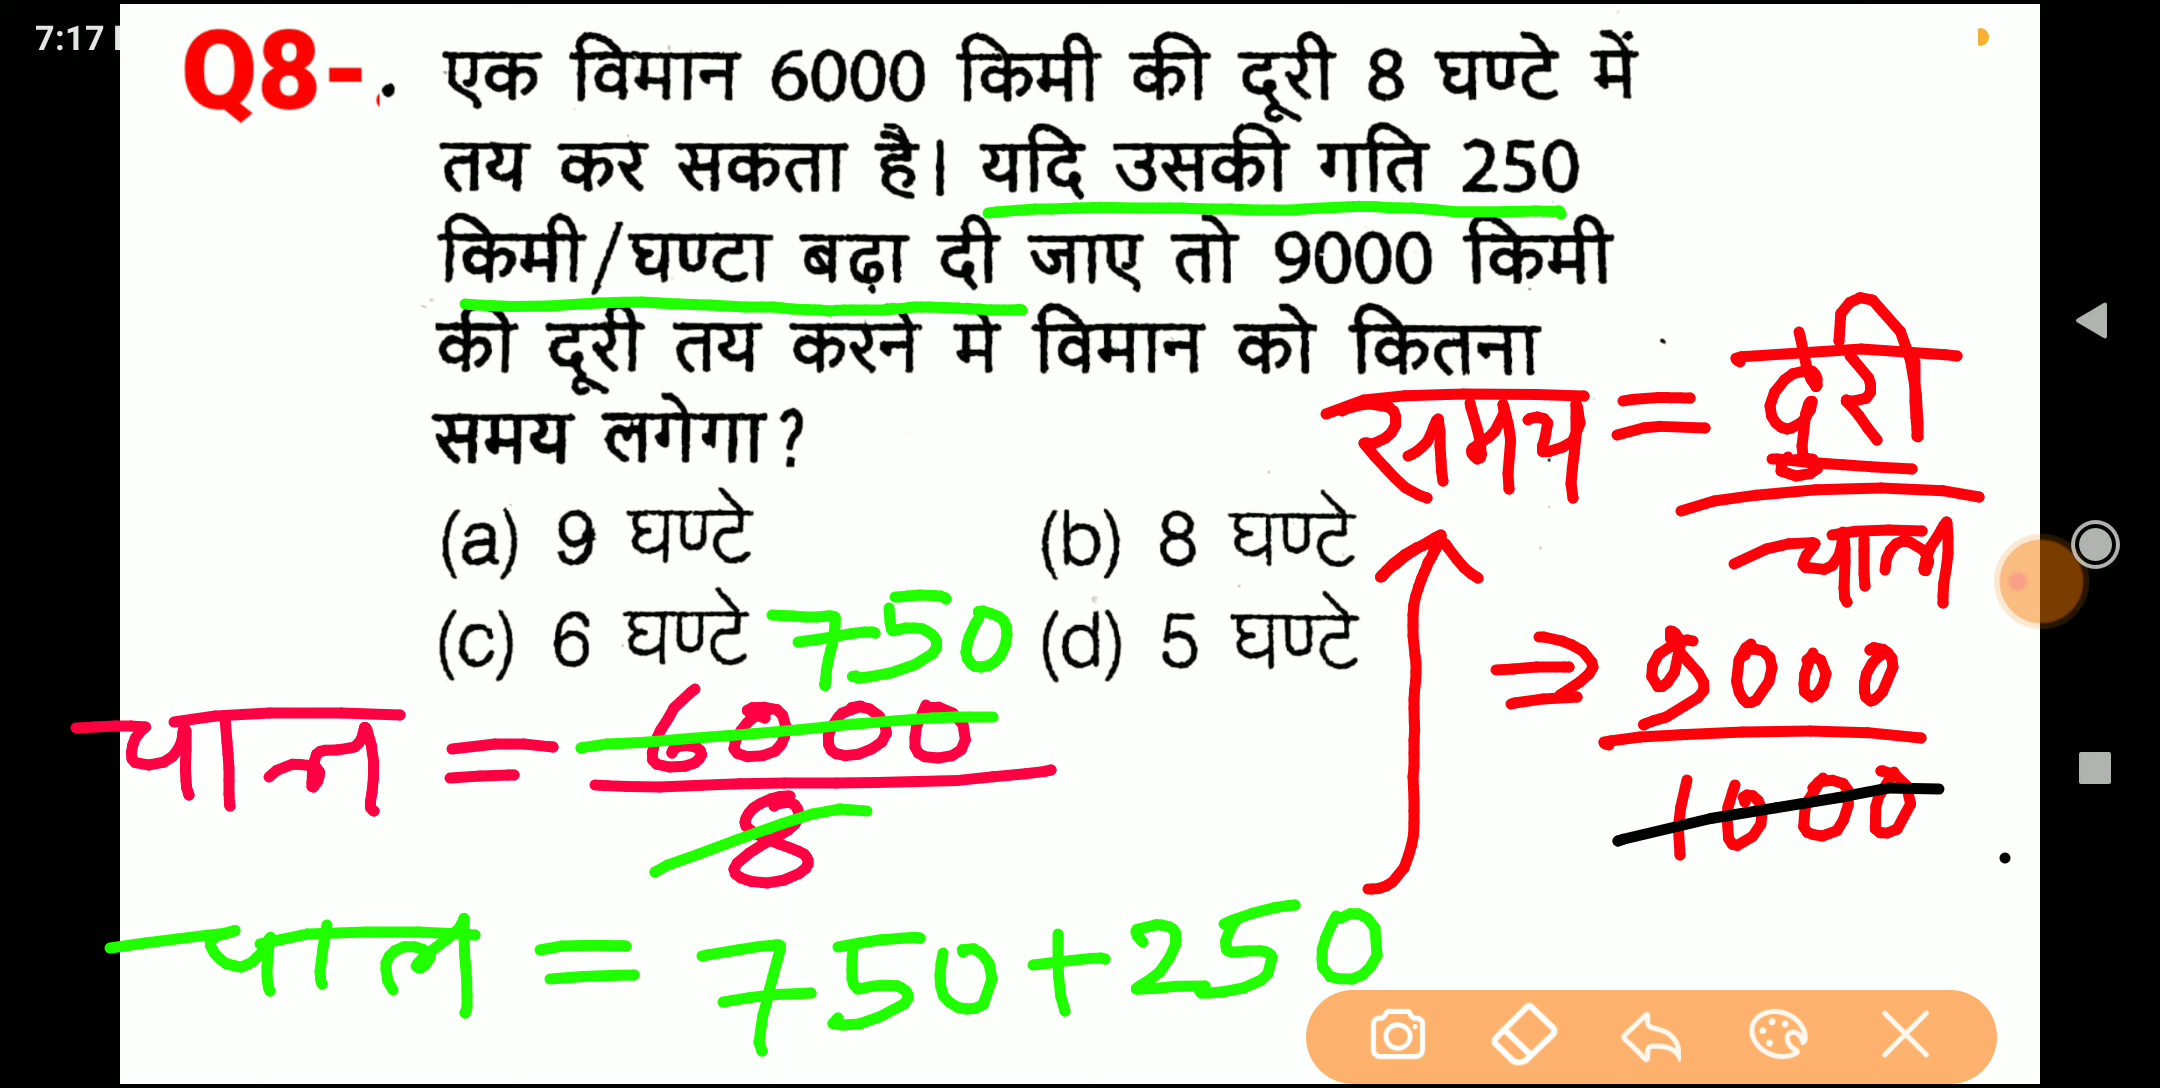 7:17
Q8-. एक विमान 6000 किमी की दूरी 8 घण्टे में
तय कर सकता है। यदि उसकी गति 250
किमी/घण्टा बढ़ा दी जाए तो 9000 किमी
की दूरी तय करने में विमान को कितना
समय लगेगा?
(a) 9 घण्टे (b) 8 घण्टे
(c) 6 घण्टे (d) 5 घण्टे
समय = दूरी
चाल
⇒ 9000
1000
750
चाल = 6000
8
चाल = 750+250